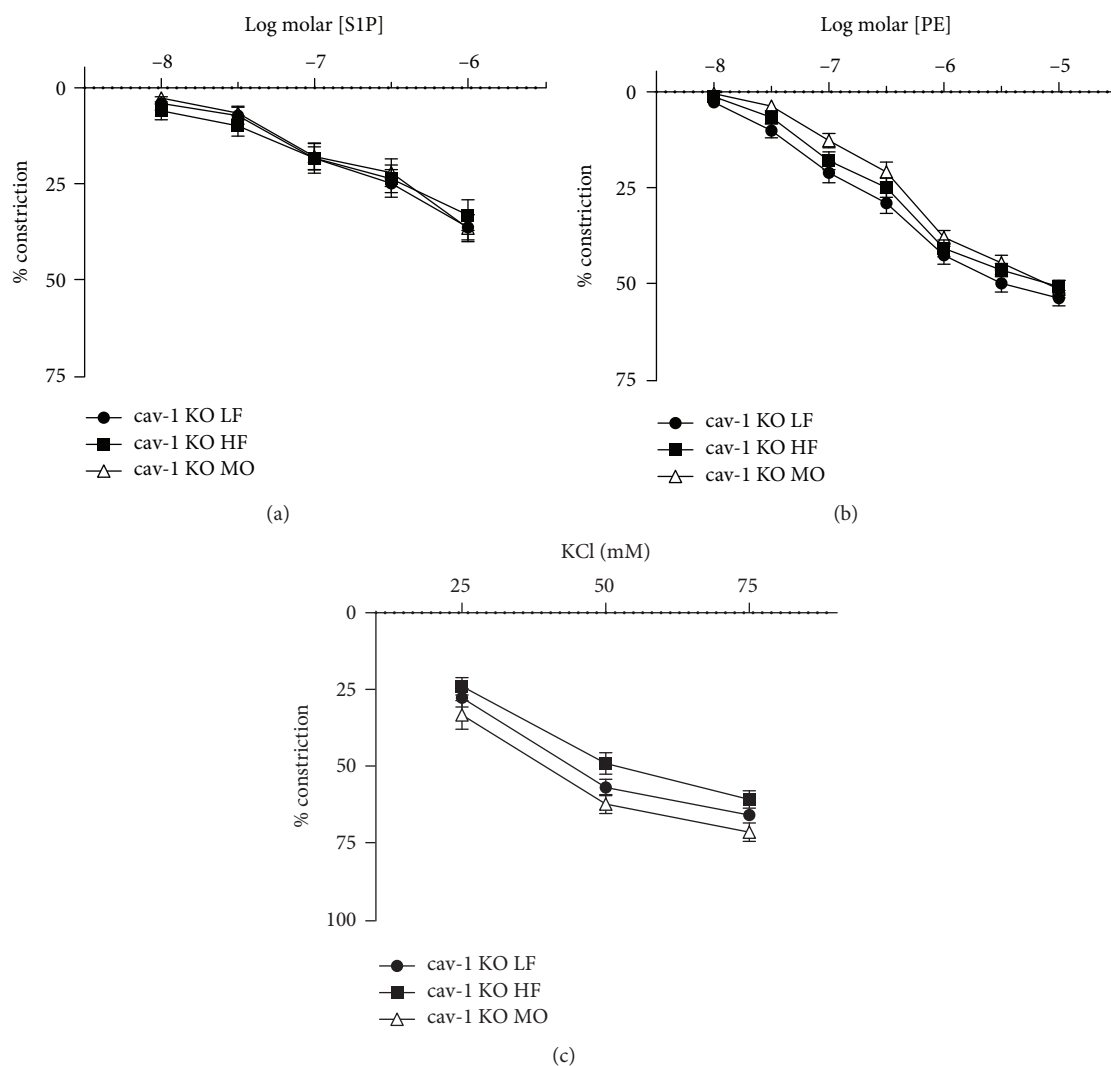 Log molar [S1P]
–8 –7 –6
0
25
50
75
% constriction
cav-1 KO LF
cav-1 KO HF
cav-1 KO MO
(a)
Log molar [PE]
–8 –7 –6 –5
0
25
50
75
% constriction
cav-1 KO LF
cav-1 KO HF
cav-1 KO MO
(b)
KCl (mM)
25 50 75
0
25
50
75
100
% constriction
cav-1 KO LF
cav-1 KO HF
cav-1 KO MO
(c)